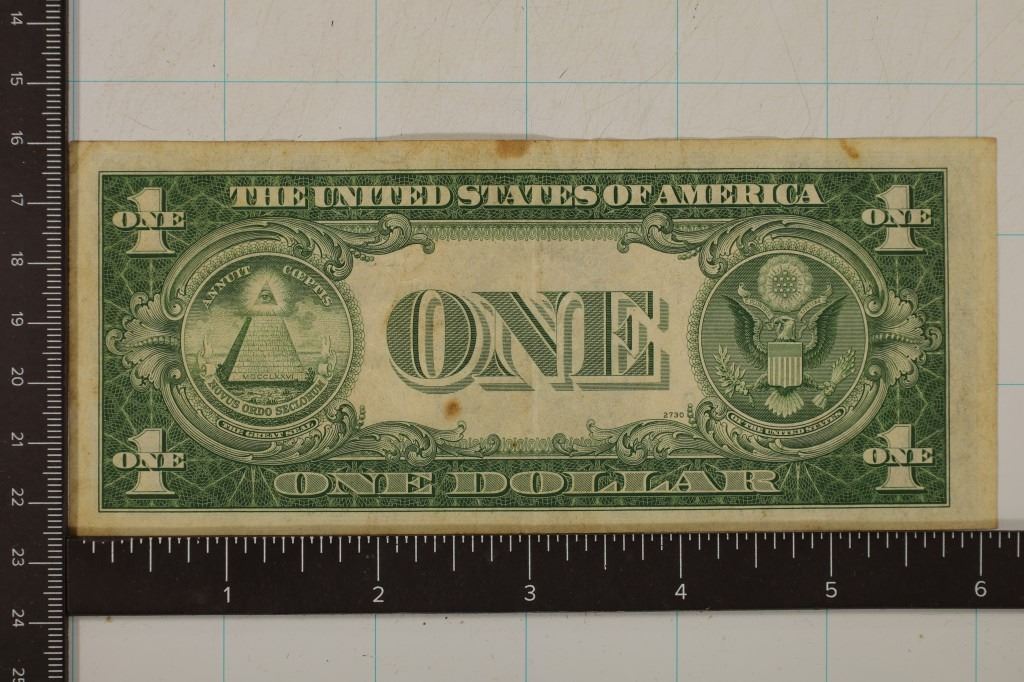 14
15
16
17
18
19
20
21
22
23
24
25
THE UNITED STATES OF AMERICA
1 ONE
1 ONE
ANNUIT CŒPTIS
NOVUS ORDO SECLORUM
THE GREAT SEAL
ONE
2730
OF THE UNITED STATES
1 ONE
1 ONE
ONE DOLLAR
1 2 3 4 5 6